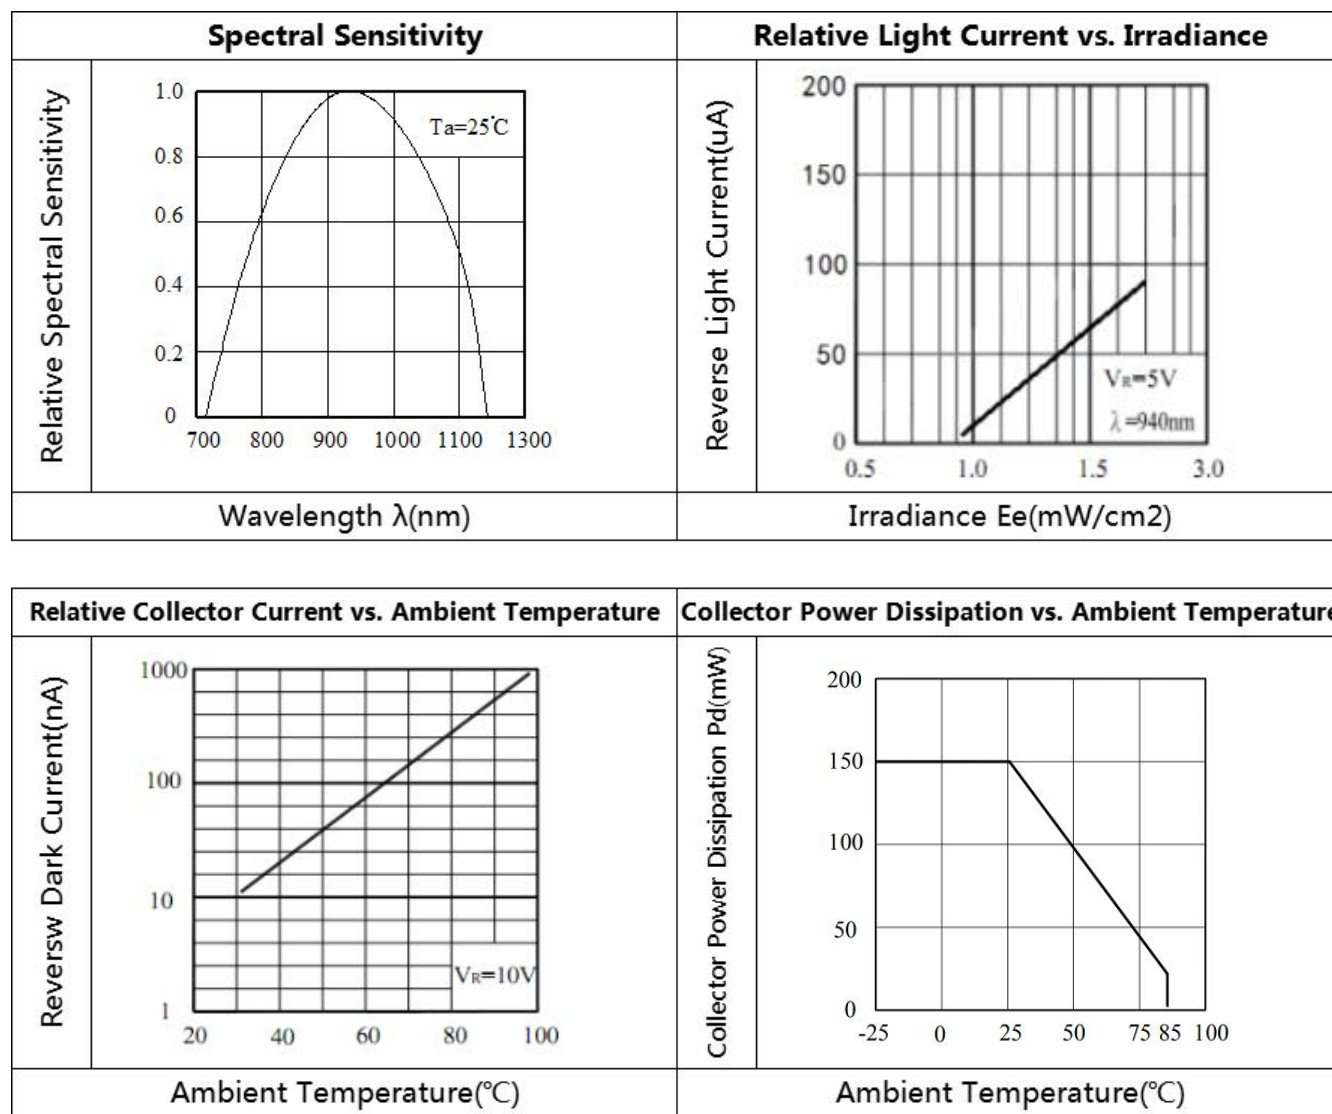 Spectral Sensitivity
Relative Light Current vs. Irradiance
Relative Spectral Sensitivity
1.0
0.8
0.6
0.4
0.2
0
Ta=25℃
700 800 900 1000 1100 1300
Wavelength λ(nm)
Reverse Light Current(uA)
200
150
100
50
0
VR=5V
λ=940nm
0.5 1.0 1.5 3.0
Irradiance Ee(mW/cm2)
Relative Collector Current vs. Ambient Temperature
Collector Power Dissipation vs. Ambient Temperature
Reversw Dark Current(nA)
1000
100
10
1
VR=10V
20 40 60 80 100
Ambient Temperature(℃)
Collector Power Dissipation Pd(mW)
200
150
100
50
0
-25 0 25 50 75 85 100
Ambient Temperature(℃)